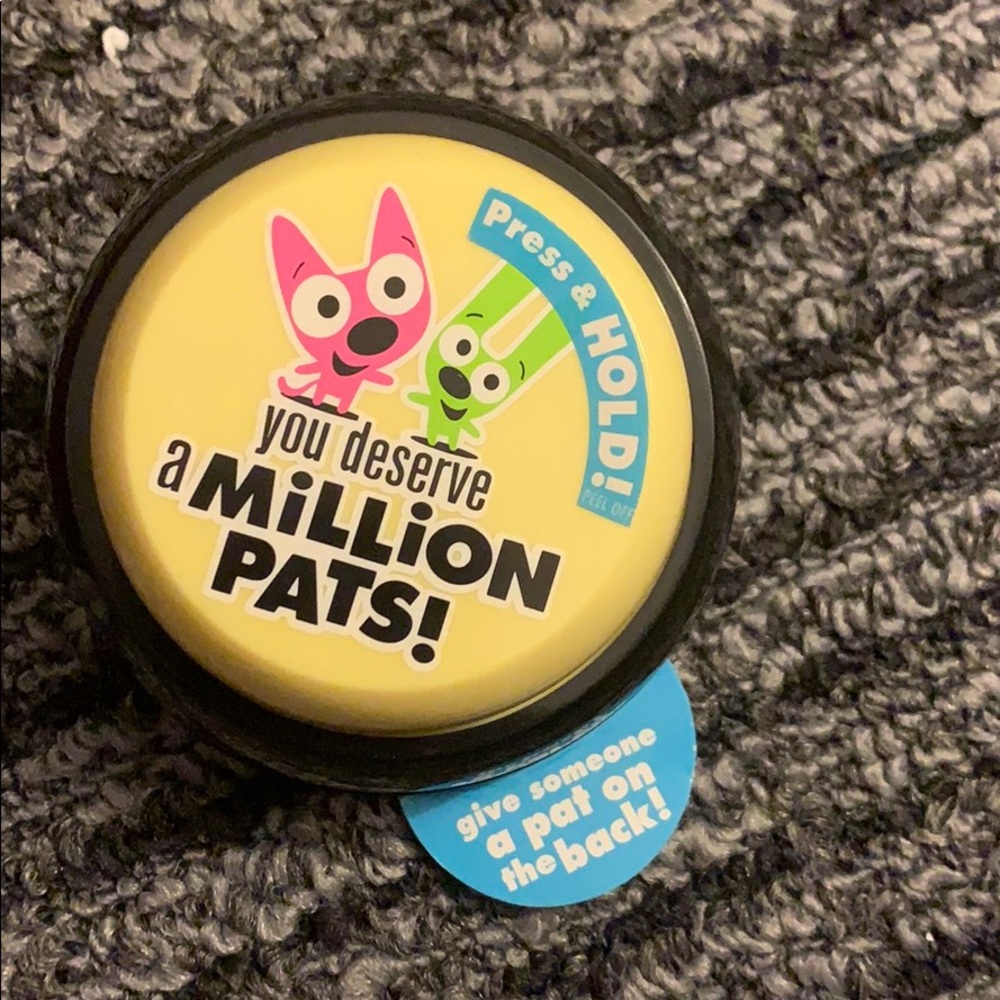 Press & HOLD!
PEEL OFF
you deserve
a MiLLiON
PATS!
give someone
a pat on
the back!